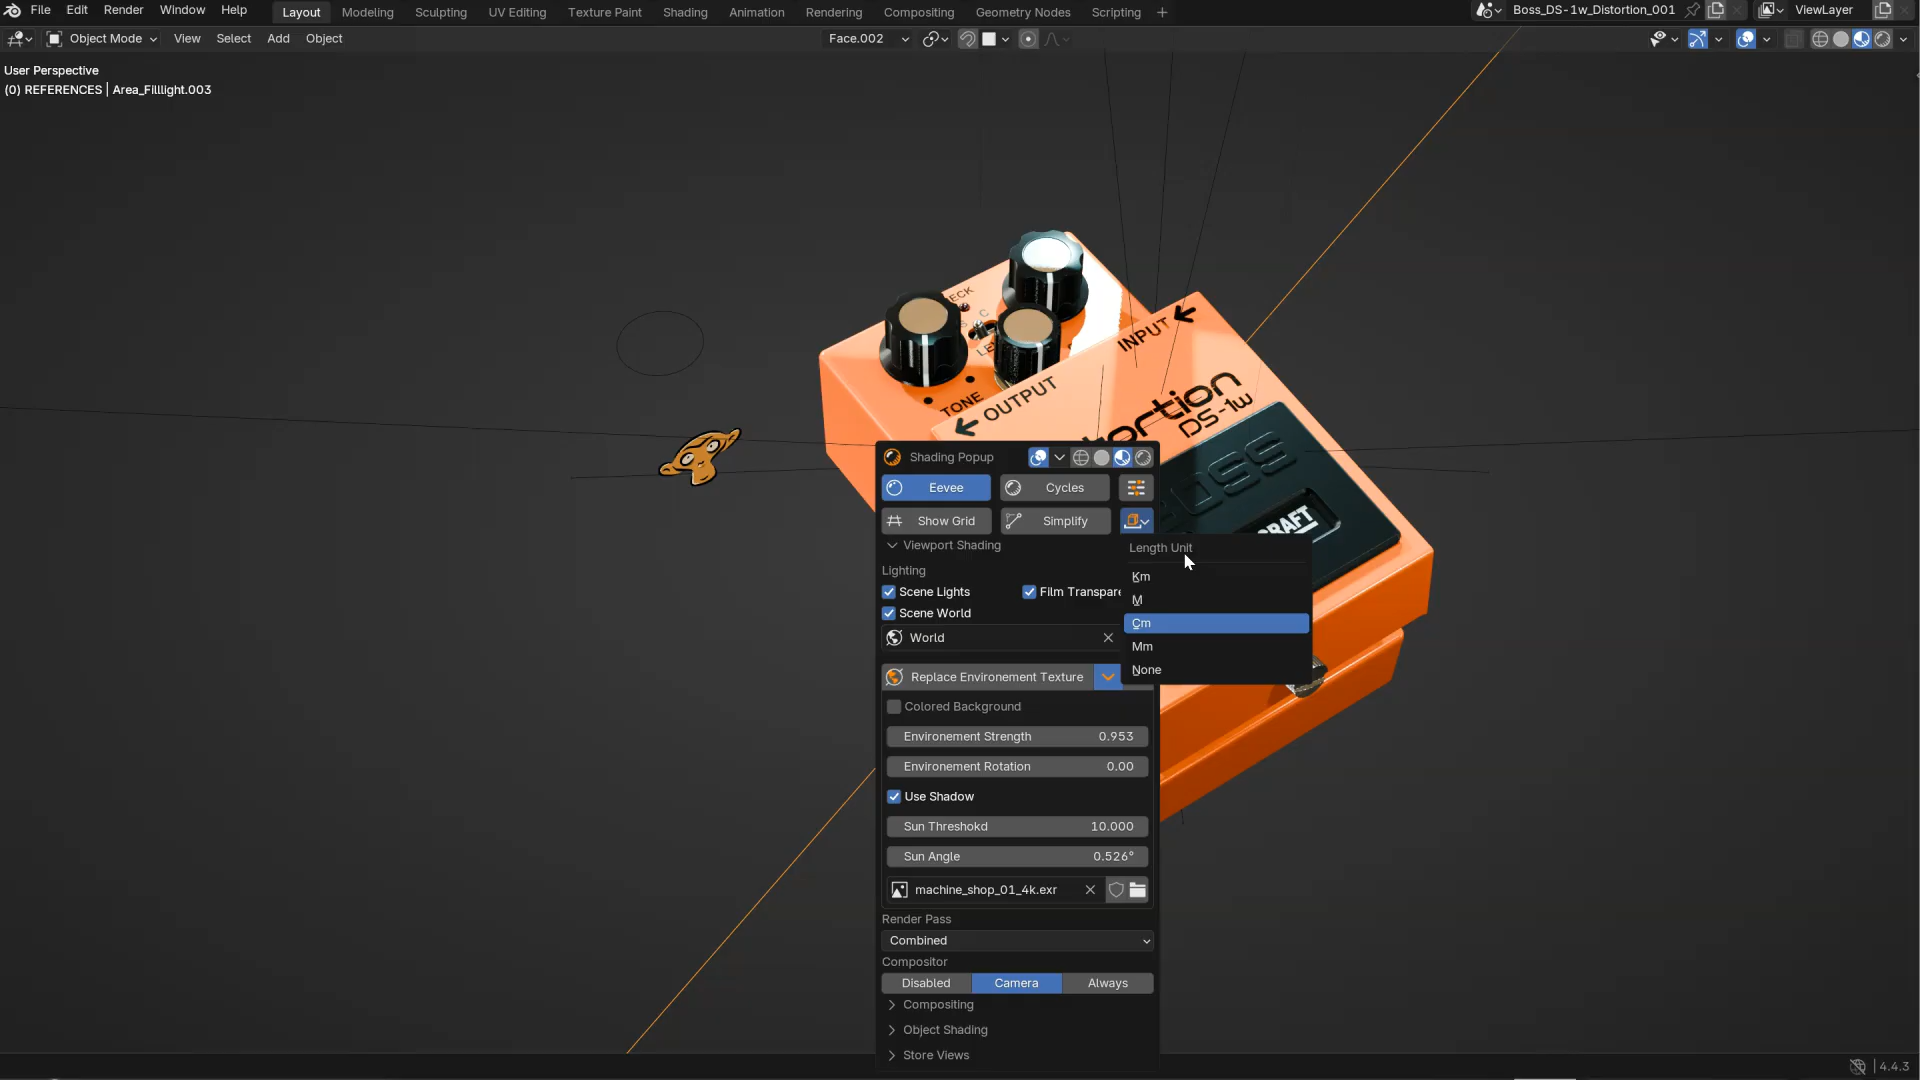 File Edit Render Window Help Layout Modeling Sculpting UV Editing Texture Paint Shading Animation Rendering Compositing Geometry Nodes Scripting + Boss_DS-1w_Distortion_001 ViewLayer
Object Mode View Select Add Object Face.002
User Perspective
(0) REFERENCES | Area_Filllight.003
INPUT
OUTPUT
TONE
DS-1w
BOSS
Shading Popup
Eevee Cycles
Show Grid Simplify
Viewport Shading
Length Unit
Lighting
Km
Scene Lights Film Transpare
M
Scene World
Cm
World
Mm
None
Replace Environement Texture
Colored Background
Environement Strength 0.953
Environement Rotation 0.00
Use Shadow
Sun Threshokd 10.000
Sun Angle 0.526°
machine_shop_01_4k.exr
Render Pass
Combined
Compositor
Disabled Camera Always
Compositing
Object Shading
Store Views
4.4.3